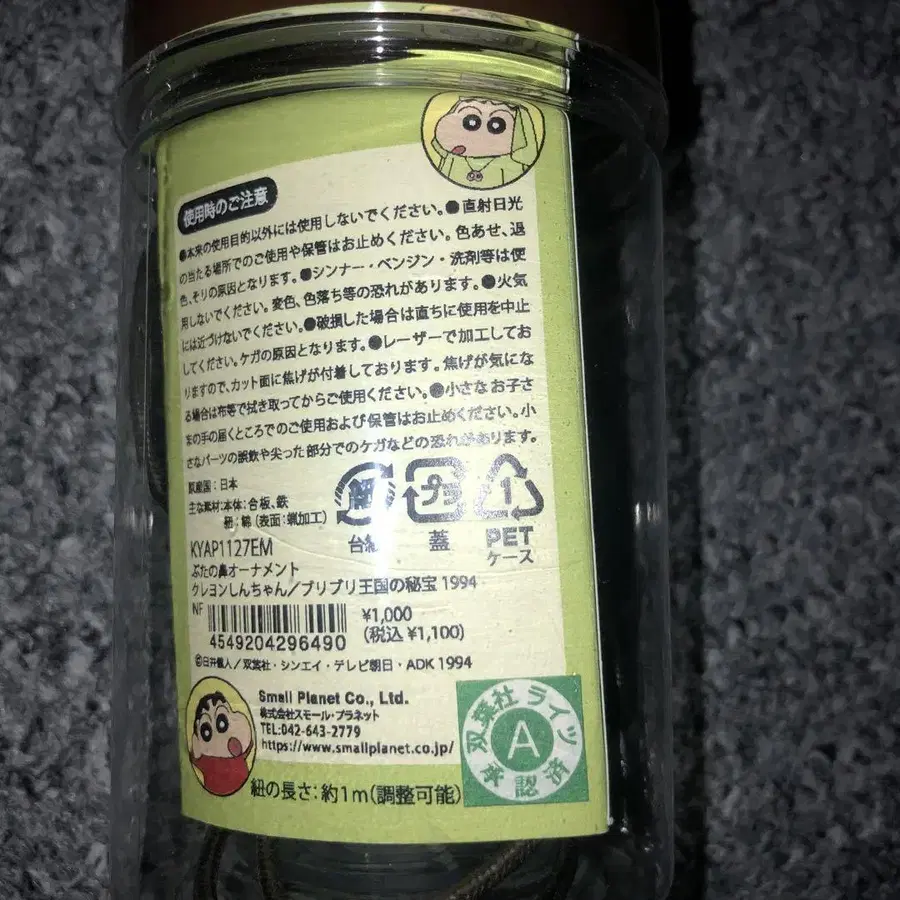 使用時のご注意
●本来の使用目的以外には使用しないでください。●直射日光
の当たる場所でのご使用や保管はお止めください。色あせ、退
色、そりの原因となります。●シンナー・ベンジン・洗剤等は使
用しないでください。変色、色落ち等の恐れがあります。●火気
には近づけないでください。●破損した場合は直ちに使用を中止
してください。ケガの原因となります。●レーザーで加工してお
りますので、カット面に焦げが付着しております。焦げが気にな
る場合は布等で拭き取ってからご使用ください。●小さなお子さ
まの手の届くところでのご使用および保管はお止めください。小
さなパーツの誤飲や尖った部分でのケガなどの恐れがあります。
原産国：日本
主な素材：本体：合板、鉄
紐：綿（表面：蝋加工）
紙
台紙
プラ
蓋
1
PET
ケース
KYAP1127EM
ぶたの鼻オーナメント
クレヨンしんちゃん／ブリブリ王国の秘宝 1994
NF
4549204296490
¥1,000
(税込 ¥1,100)
©臼井儀人／双葉社・シンエイ・テレビ朝日・ADK 1994
Small Planet Co., Ltd.
株式会社スモール・プラネット
TEL:042-643-2779
https://www.smallplanet.co.jp/
双葉社ライツ
A
承認済
紐の長さ：約1m(調整可能)